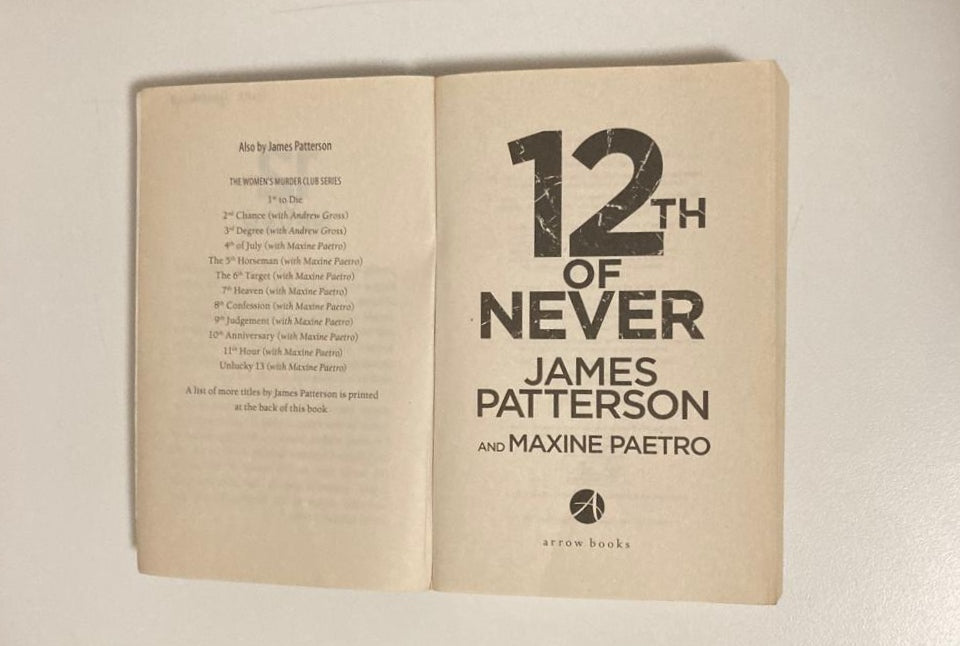 Also by James Patterson
THE WOMEN'S MURDER CLUB SERIES
1st to Die
2nd Chance (with Andrew Gross)
3rd Degree (with Andrew Gross)
4th of July (with Maxine Paetro)
The 5th Horseman (with Maxine Paetro)
The 6th Target (with Maxine Paetro)
7th Heaven (with Maxine Paetro)
8th Confession (with Maxine Paetro)
9th Judgement (with Maxine Paetro)
10th Anniversary (with Maxine Paetro)
11th Hour (with Maxine Paetro)
Unlucky 13 (with Maxine Paetro)
A list of more titles by James Patterson is printed
at the back of this book
12TH
OF
NEVER
JAMES
PATTERSON
AND MAXINE PAETRO
A
arrow books